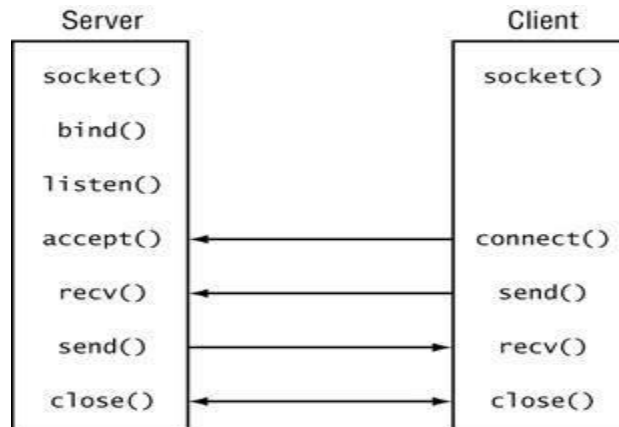 Server Client
socket() socket()
bind()
listen()
accept() connect()
recv() send()
send() recv()
close() close()